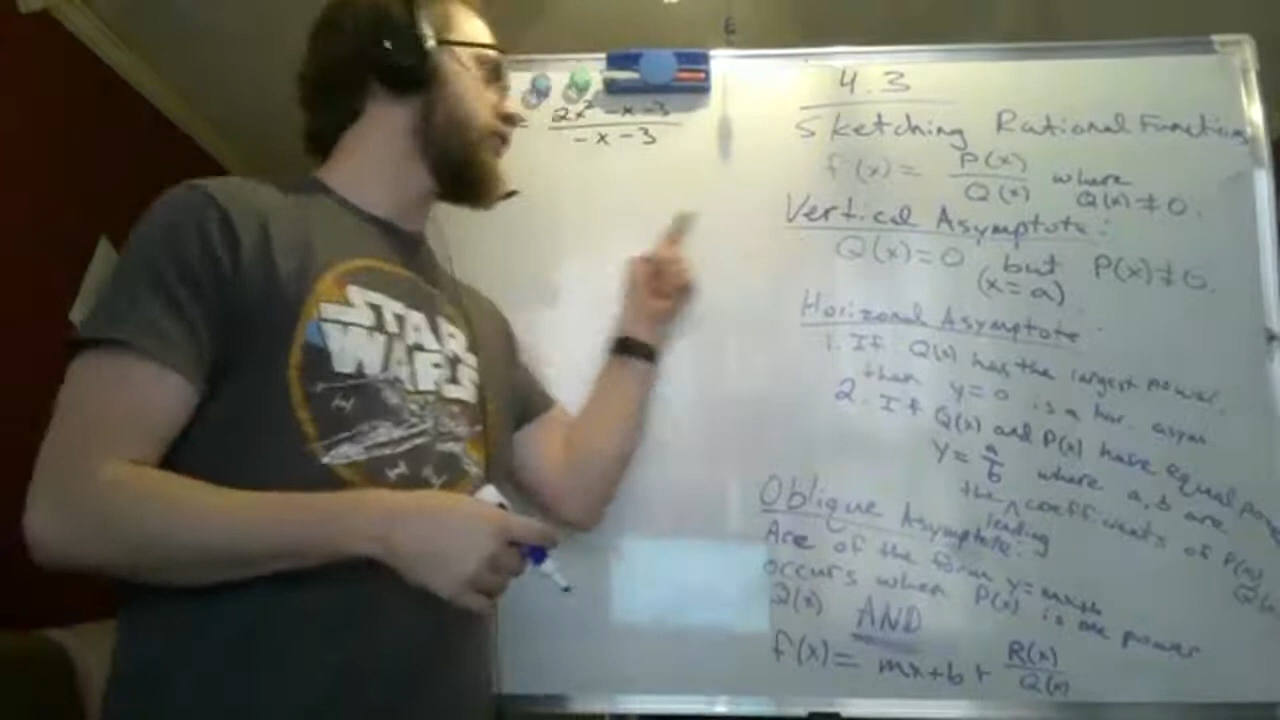 STAR
WARS
= 2x² - x - 3
- x - 3
4.3
Sketching Rational Functions
f(x) = P(x) / Q(x) where Q(x) ≠ 0.
Vertical Asymptote:
Q(x) = 0 but P(x) ≠ 0.
(x = a)
Horizonal Asymptote
1. If Q(x) has the largest power.
then y = 0 is a hor. asym.
2. If Q(x) and P(x) have equal
y = a/b where a, b are
the leading coefficients of P(x)
Q(x)
Oblique Asymptote:
Are of the form y = mx+b
occurs when P(x) is one power
Q(x) AND
f(x) = mx + b + R(x) / Q(x)